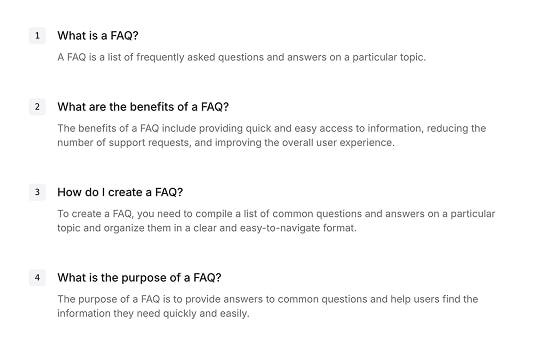 1 What is a FAQ?
A FAQ is a list of frequently asked questions and answers on a particular topic.
2 What are the benefits of a FAQ?
The benefits of a FAQ include providing quick and easy access to information, reducing the
number of support requests, and improving the overall user experience.
3 How do I create a FAQ?
To create a FAQ, you need to compile a list of common questions and answers on a particular
topic and organize them in a clear and easy-to-navigate format.
4 What is the purpose of a FAQ?
The purpose of a FAQ is to provide answers to common questions and help users find the
information they need quickly and easily.